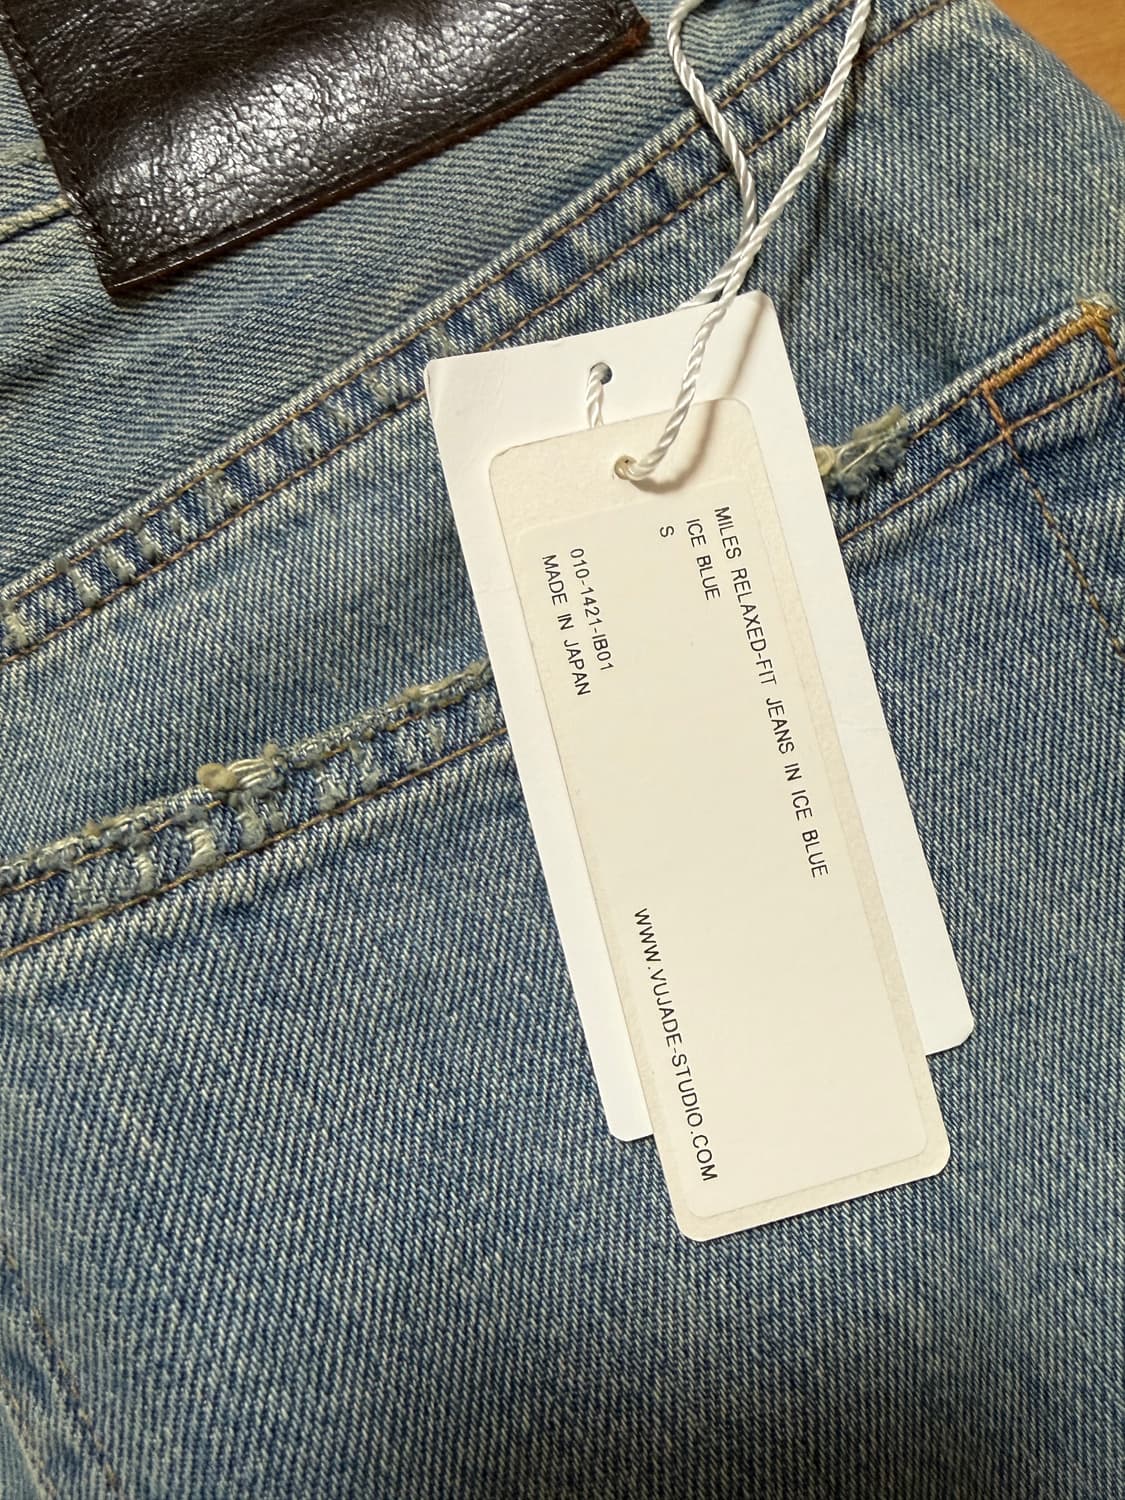 MILES RELAXED-FIT JEANS IN ICE BLUE
ICE BLUE
S
010-1421-IB01
MADE IN JAPAN
WWW.VUJADE-STUDIO.COM